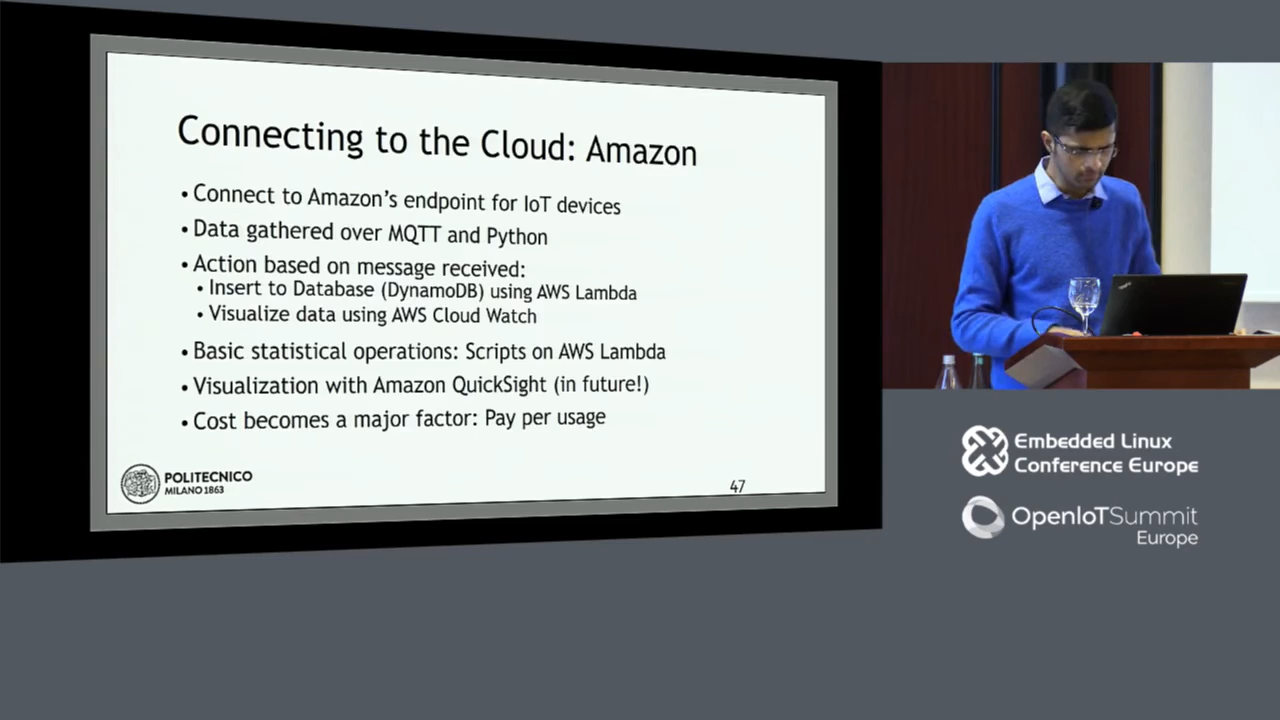 Connecting to the Cloud: Amazon
• Connect to Amazon's endpoint for IoT devices
• Data gathered over MQTT and Python
• Action based on message received:
• Insert to Database (DynamoDB) using AWS Lambda
• Visualize data using AWS Cloud Watch
• Basic statistical operations: Scripts on AWS Lambda
• Visualization with Amazon QuickSight (in future!)
• Cost becomes a major factor: Pay per usage
POLITECNICO
MILANO 1863
47
Embedded Linux
Conference Europe
OpenIoTSummit
Europe